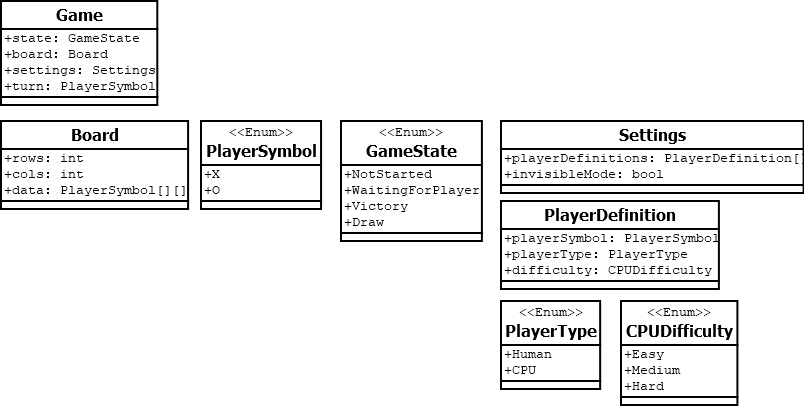 Game
+state: GameState
+board: Board
+settings: Settings
+turn: PlayerSymbol
Board
+rows: int
+cols: int
+data: PlayerSymbol[][]
<<Enum>>
PlayerSymbol
+X
+O
<<Enum>>
GameState
+NotStarted
+WaitingForPlayer
+Victory
+Draw
Settings
+playerDefinitions: PlayerDefinition[]
+invisibleMode: bool
PlayerDefinition
+playerSymbol: PlayerSymbol
+playerType: PlayerType
+difficulty: CPUDifficulty
<<Enum>>
PlayerType
+Human
+CPU
<<Enum>>
CPUDifficulty
+Easy
+Medium
+Hard